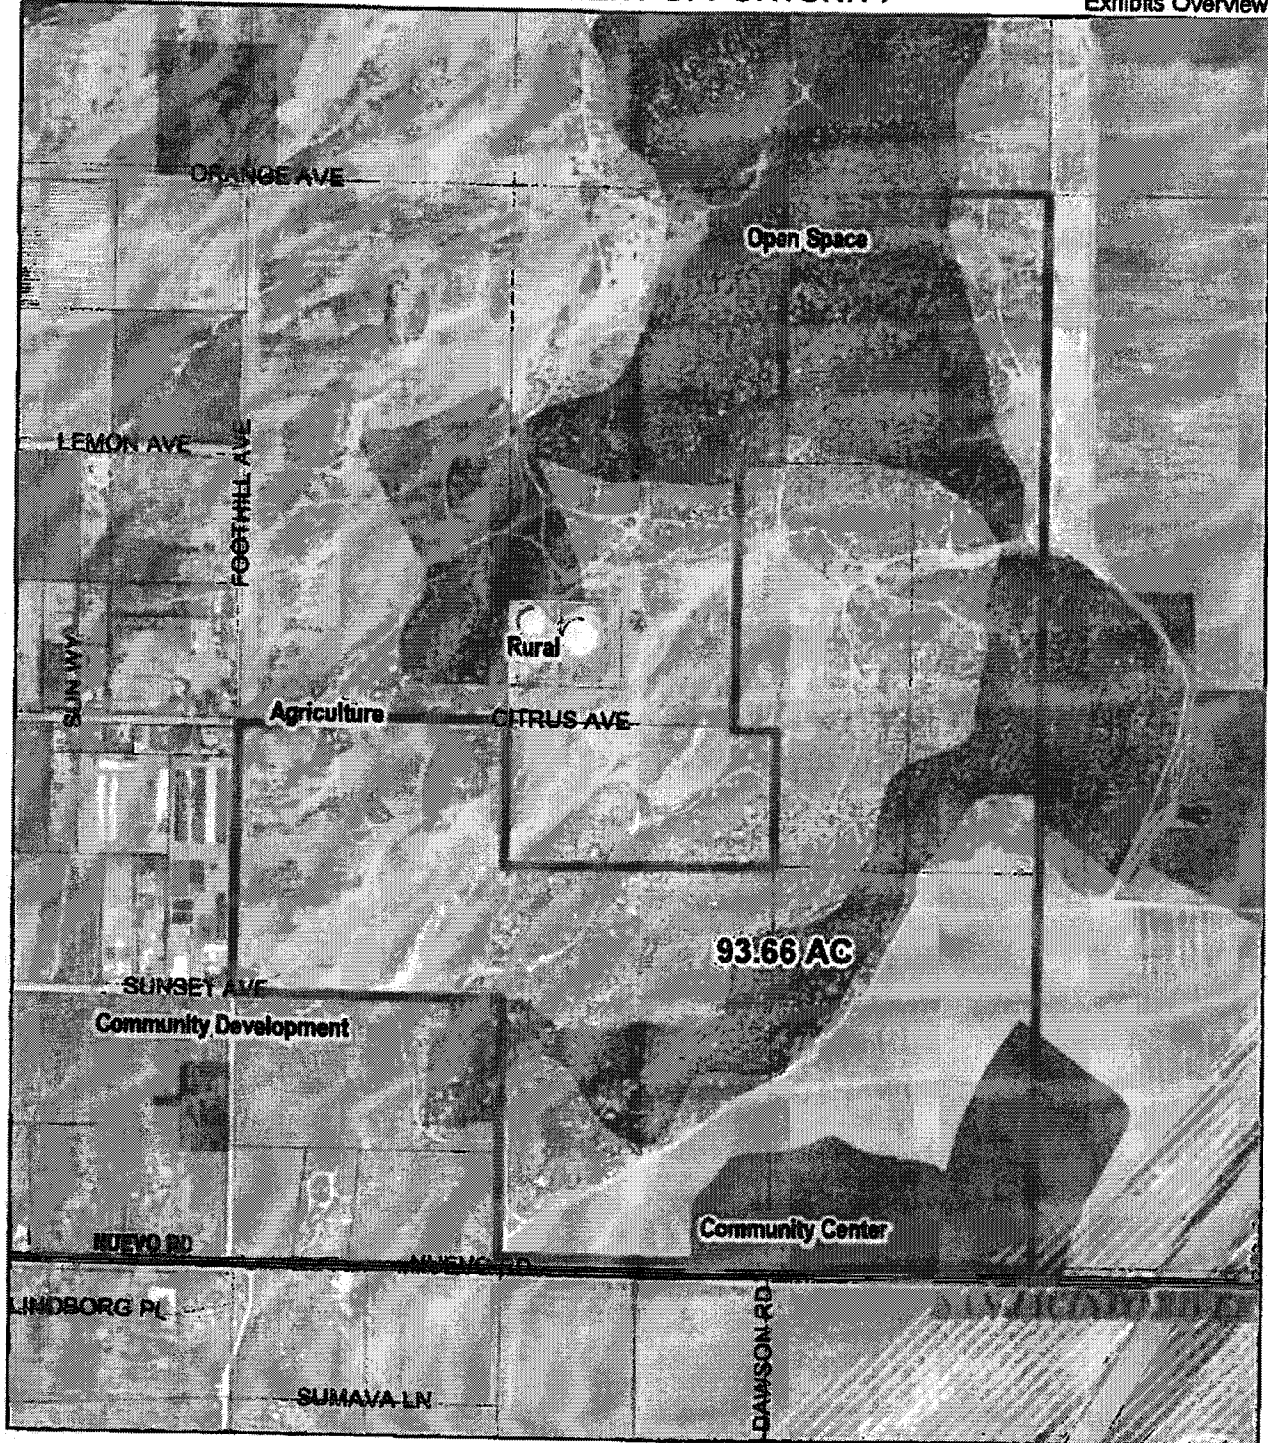 Exhibits Overview
ORANGE AVE
Open Space
LEMON AVE
FOOTHILL AVE
Rural
SUN WY
Agriculture
CITRUS AVE
93.66 AC
SUNSET AVE
Community Development
Community Center
NUEVO RD
NUEVO RD
LINDBORG PL
DAWSON RD
SUMAVA LN